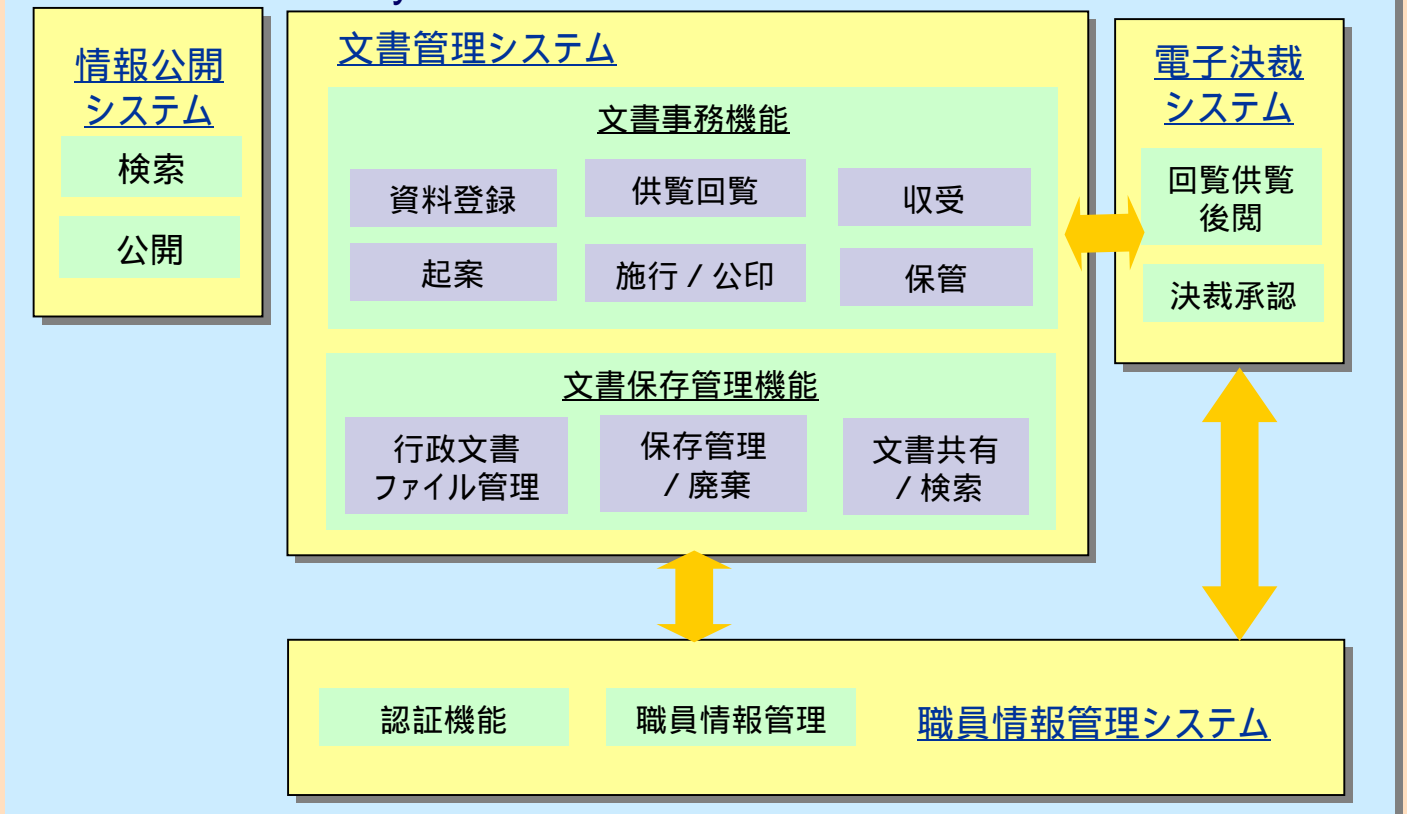 情報公開
システム
検索
公開
文書管理システム
文書事務機能
資料登録
供覧回覧
収受
起案
施行 / 公印
保管
文書保存管理機能
行政文書
ファイル管理
保存管理
/ 廃棄
文書共有
/ 検索
電子決裁
システム
回覧供覧
後閲
決裁承認
認証機能
職員情報管理
職員情報管理システム